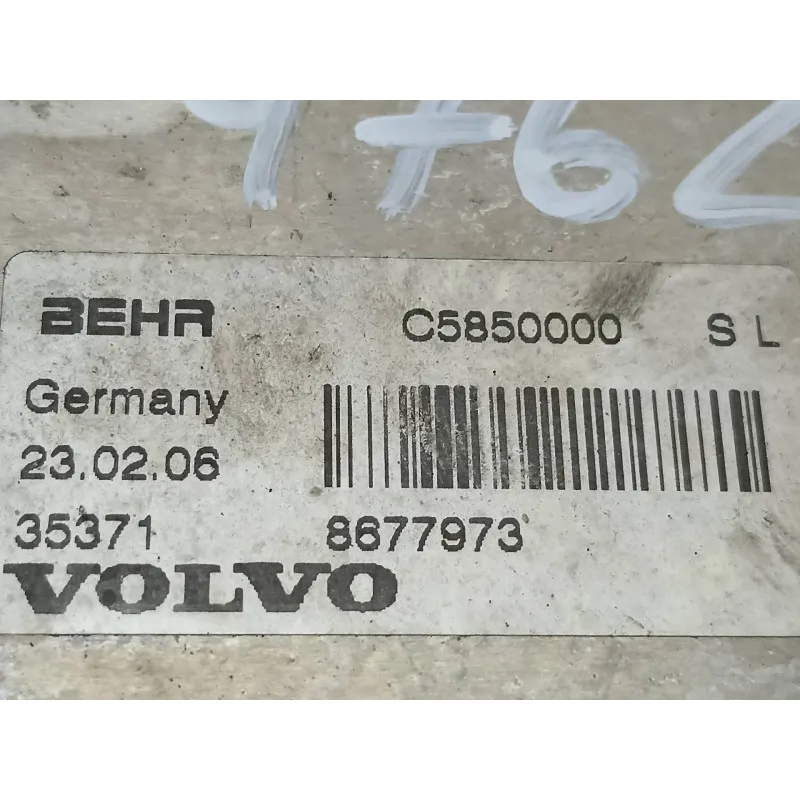 BEHR C5850000 S L
Germany
23.02.06
35371 8677973
VOLVO